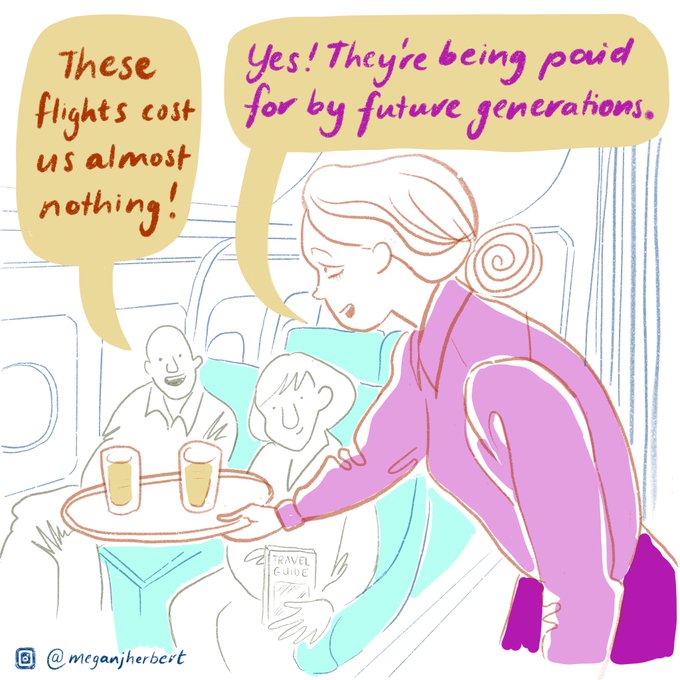 These
flights cost
us almost
nothing!
Yes! They're being paid
for by future generations.
TRAVEL
GUIDE
@meganjherbert